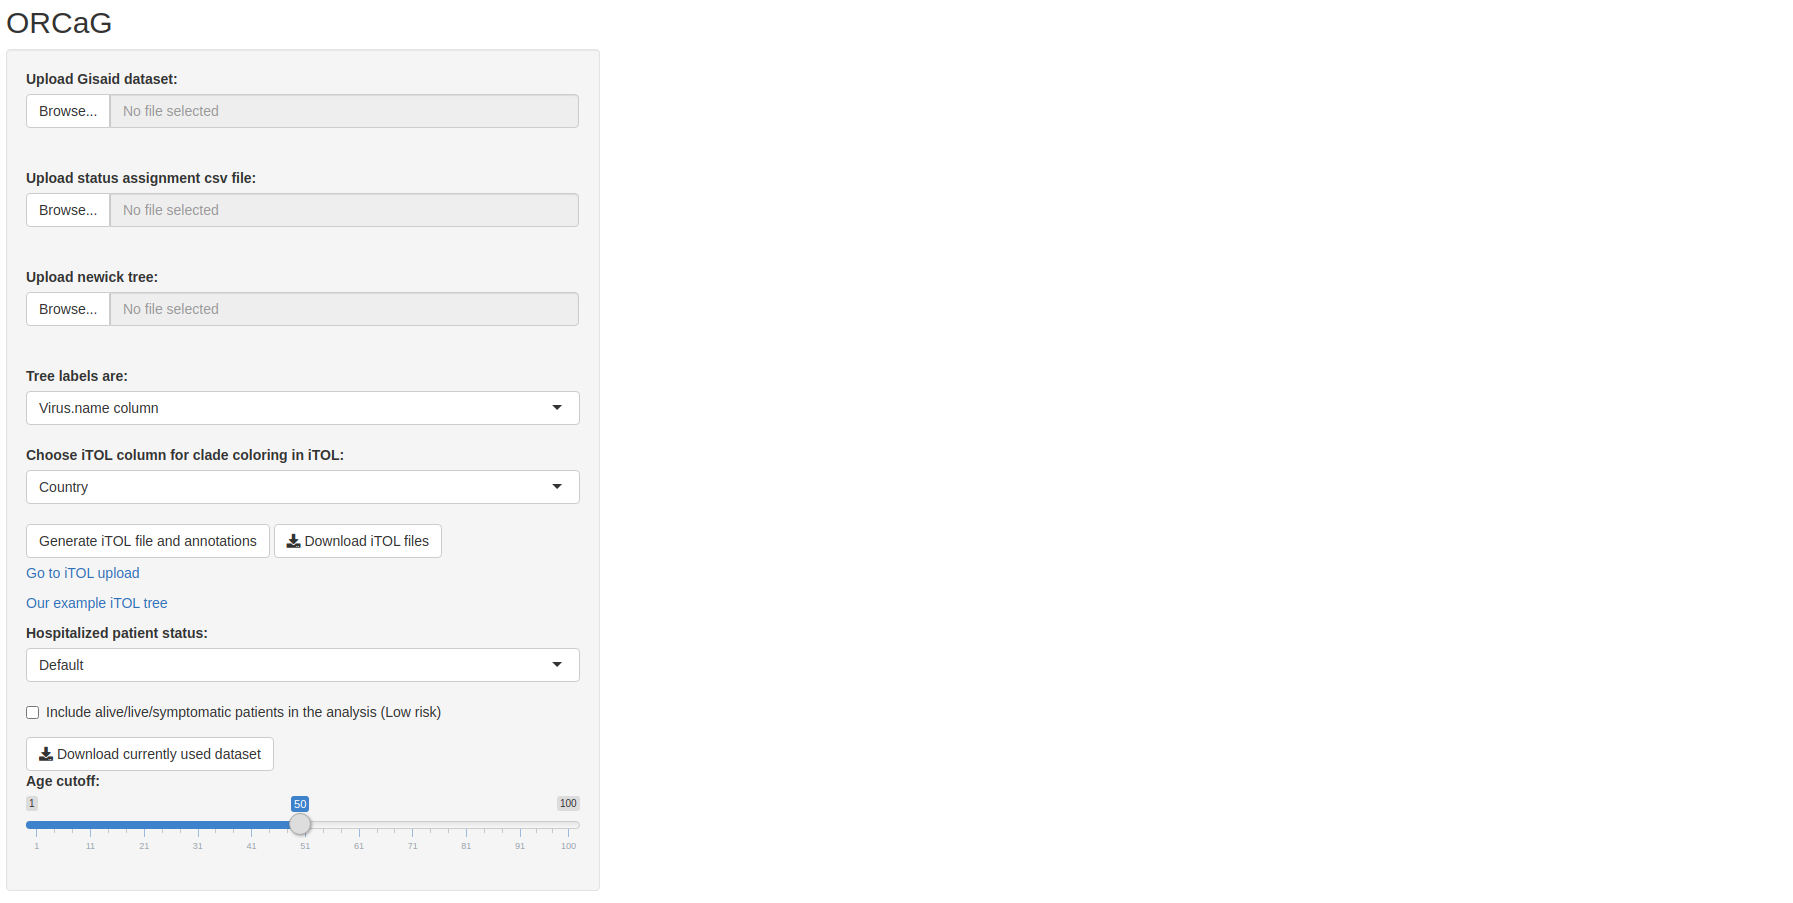 ORCaG
Upload Gisaid dataset:
Browse... No file selected
Upload status assignment csv file:
Browse... No file selected
Upload newick tree:
Browse... No file selected
Tree labels are:
Virus.name column
Choose iTOL column for clade coloring in iTOL:
Country
Generate iTOL file and annotations Download iTOL files
Go to iTOL upload
Our example iTOL tree
Hospitalized patient status:
Default
Include alive/live/symptomatic patients in the analysis (Low risk)
Download currently used dataset
Age cutoff:
1 50 100
1 11 21 31 41 51 61 71 81 91 100